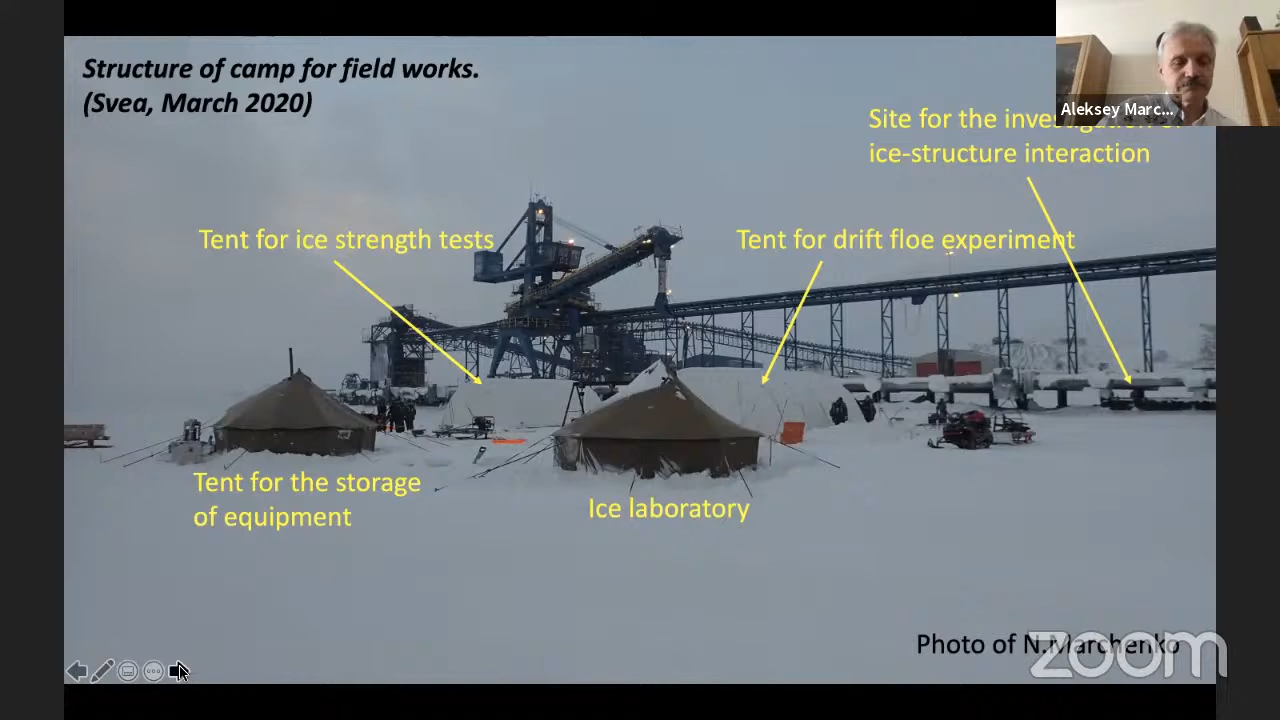 Structure of camp for field works.
(Svea, March 2020)
Aleksey Marc...
Site for the
ice-structure interaction
Tent for ice strength tests
Tent for drift floe experiment
Tent for the storage
of equipment
Ice laboratory
Photo of N.Marchenko
zoom